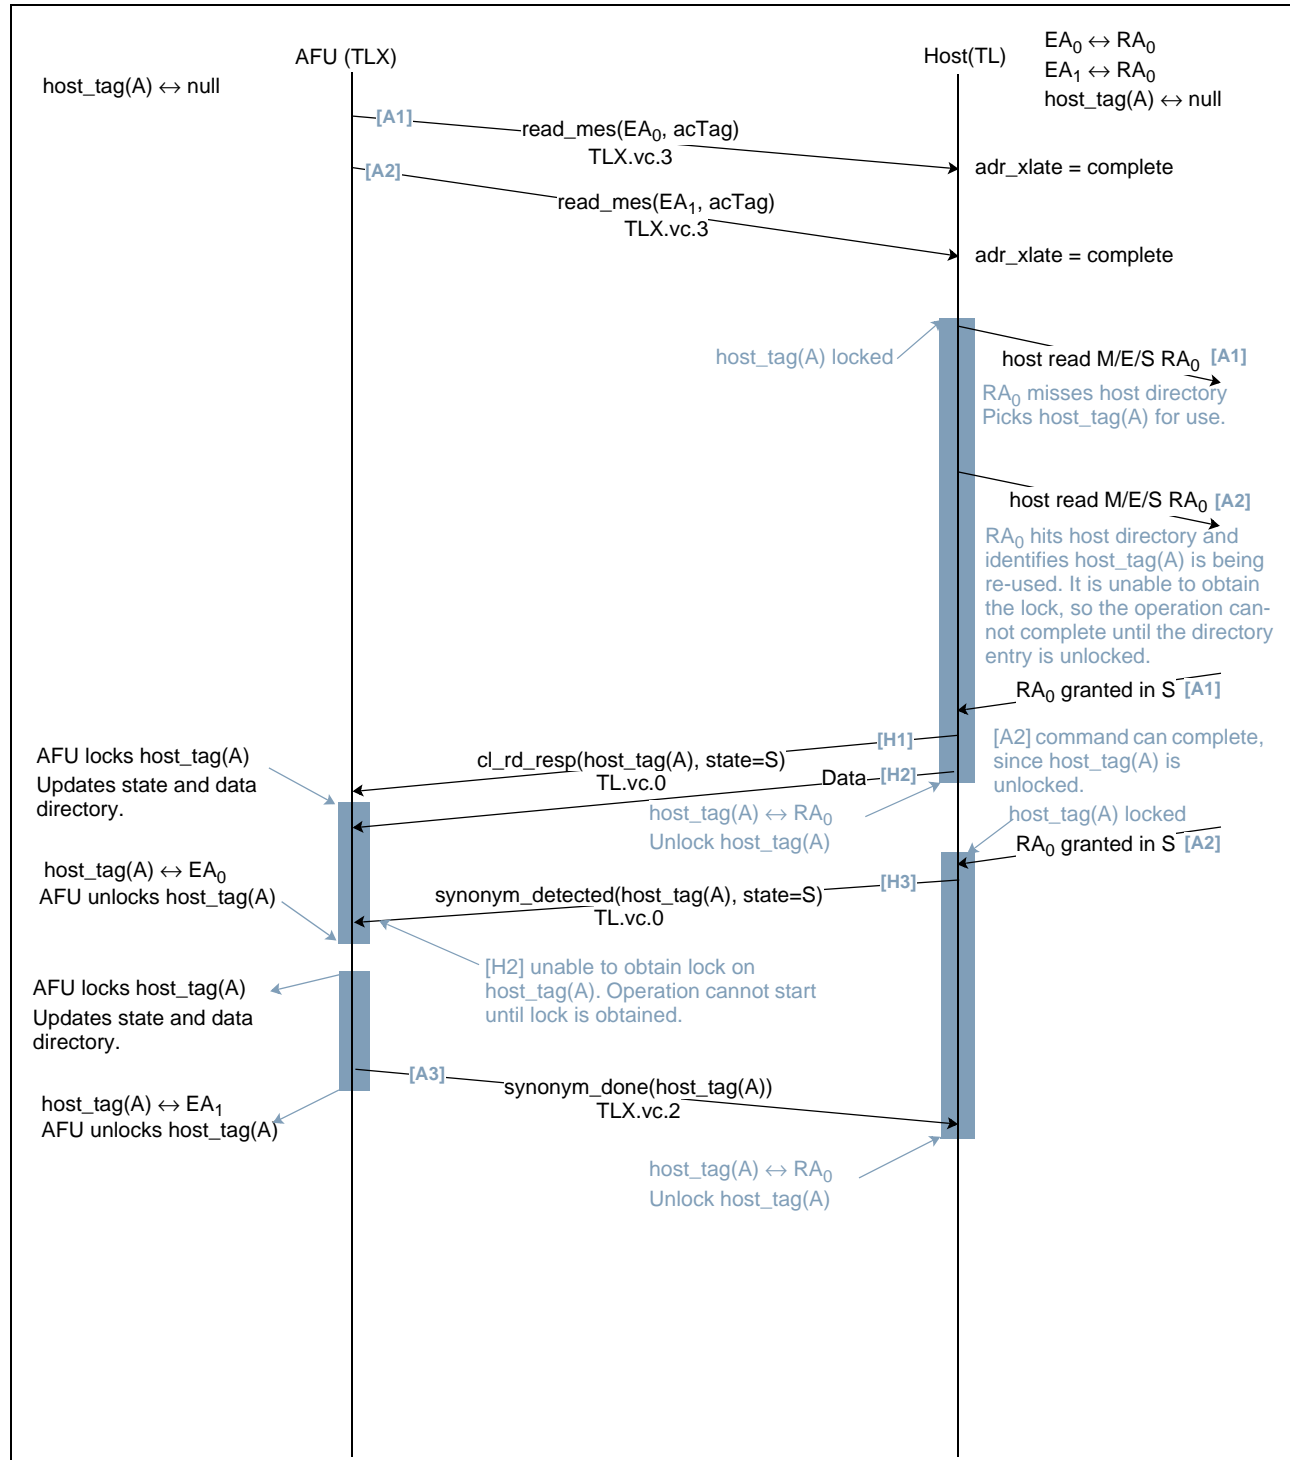 EA0 ↔ RA0
AFU (TLX)
Host(TL)
EA1 ↔ RA0
host_tag(A) ↔ null
host_tag(A) ↔ null
[A1]
read_mes(EA0, acTag)
TLX.vc.3
[A2]
adr_xlate = complete
read_mes(EA1, acTag)
TLX.vc.3
adr_xlate = complete
host_tag(A) locked
host read M/E/S RA0 [A1]
RA0 misses host directory
Picks host_tag(A) for use.
host read M/E/S RA0 [A2]
RA0 hits host directory and
identifies host_tag(A) is being
re-used. It is unable to obtain
the lock, so the operation can-
not complete until the directory
entry is unlocked.
RA0 granted in S [A1]
[H1]
AFU locks host_tag(A)
Updates state and data
directory.
cl_rd_resp(host_tag(A), state=S)
TL.vc.0
Data
[H2]
[A2] command can complete,
since host_tag(A) is
unlocked.
host_tag(A) ↔ RA0
Unlock host_tag(A)
host_tag(A) locked
RA0 granted in S [A2]
host_tag(A) ↔ EA0
AFU unlocks host_tag(A)
[H3]
synonym_detected(host_tag(A), state=S)
TL.vc.0
[H2] unable to obtain lock on
host_tag(A). Operation cannot start
until lock is obtained.
AFU locks host_tag(A)
Updates state and data
directory.
[A3]
synonym_done(host_tag(A))
TLX.vc.2
host_tag(A) ↔ EA1
AFU unlocks host_tag(A)
host_tag(A) ↔ RA0
Unlock host_tag(A)